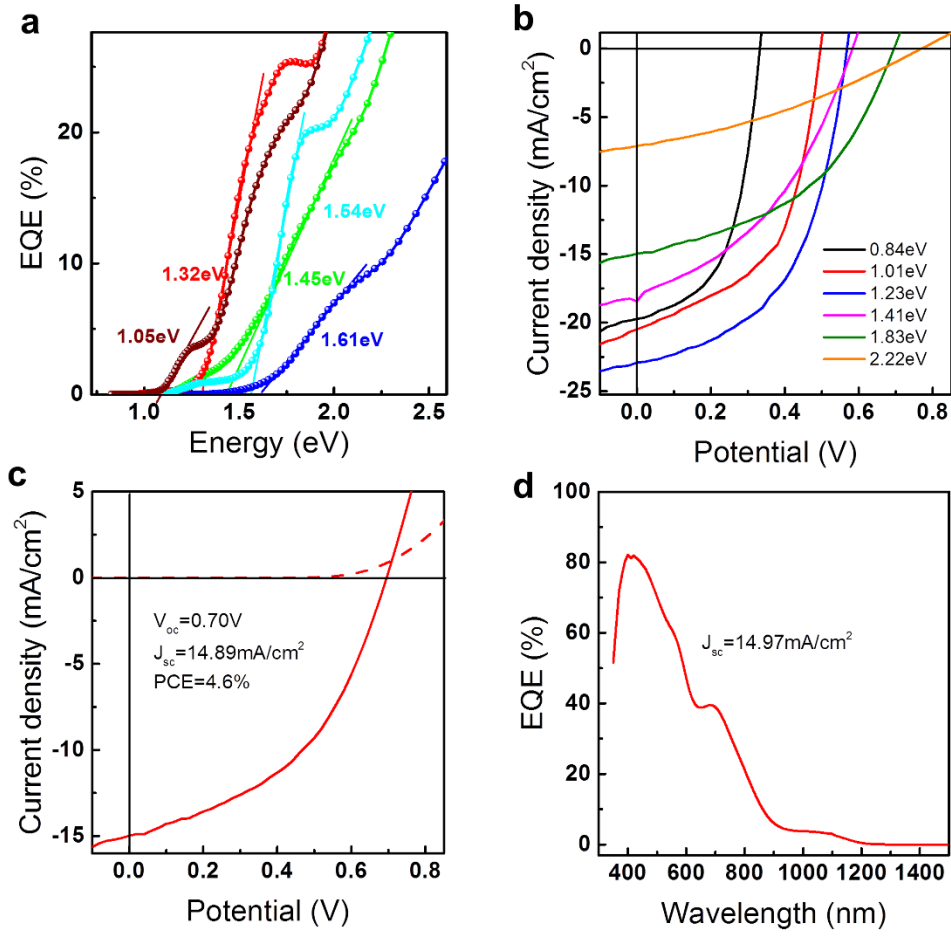 a
EQE (%)
20
10
0
1.05eV
1.32eV
1.54eV
1.45eV
1.61eV
1.0
1.5
2.0
2.5
Energy (eV)
b
Current density (mA/cm²)
0
-5
-10
-15
-20
-25
0.84eV
1.01eV
1.23eV
1.41eV
1.83eV
2.22eV
0.0
0.2
0.4
0.6
0.8
Potential (V)
c
Current density (mA/cm²)
5
0
-5
-10
-15
Voc=0.70V
Jsc=14.89mA/cm²
PCE=4.6%
0.0
0.2
0.4
0.6
0.8
Potential (V)
d
EQE (%)
100
80
60
40
20
0
Jsc=14.97mA/cm²
400
600
800
1000
1200
1400
Wavelength (nm)